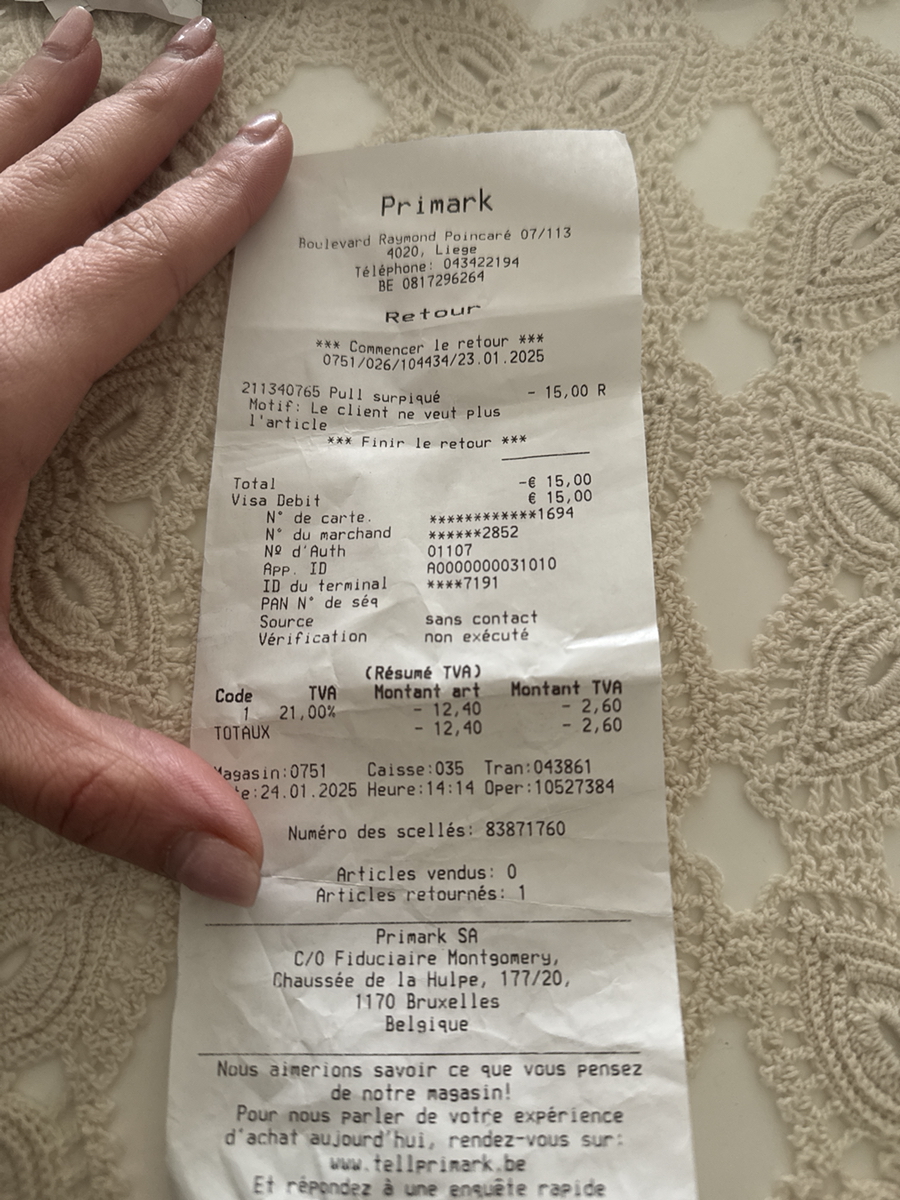 Primark
Boulevard Raymond Poincaré 07/113
4020, Liege
Téléphone: 043422194
BE 0817296264
Retour
*** Commencer le retour ***
0751/026/104434/23.01.2025
211340765 Pull surpiqué - 15,00 R
Motif: Le client ne veut plus
l'article
*** Finir le retour ***
Total -€ 15,00
Visa Debit € 15,00
N° de carte. ************1694
N° du marchand ******2852
Nº d'Auth 01107
App. ID A0000000031010
ID du terminal ****7191
PAN N° de séq
Source sans contact
Vérification non exécuté
(Résumé TVA)
Code TVA Montant art Montant TVA
1 21,00% - 12,40 - 2,60
TOTAUX - 12,40 - 2,60
Magasin:0751 Caisse:035 Tran:043861
e:24.01.2025 Heure:14:14 Oper:10527384
Numéro des scellés: 83871760
Articles vendus: 0
Articles retournés: 1
Primark SA
C/O Fiduciaire Montgomery,
Chaussée de la Hulpe, 177/20,
1170 Bruxelles
Belgique
Nous aimerions savoir ce que vous pensez
de notre magasin!
Pour nous parler de votre expérience
d'achat aujourd'hui, rendez-vous sur:
www.tellprimark.be
Et répondez à une enquête rapide